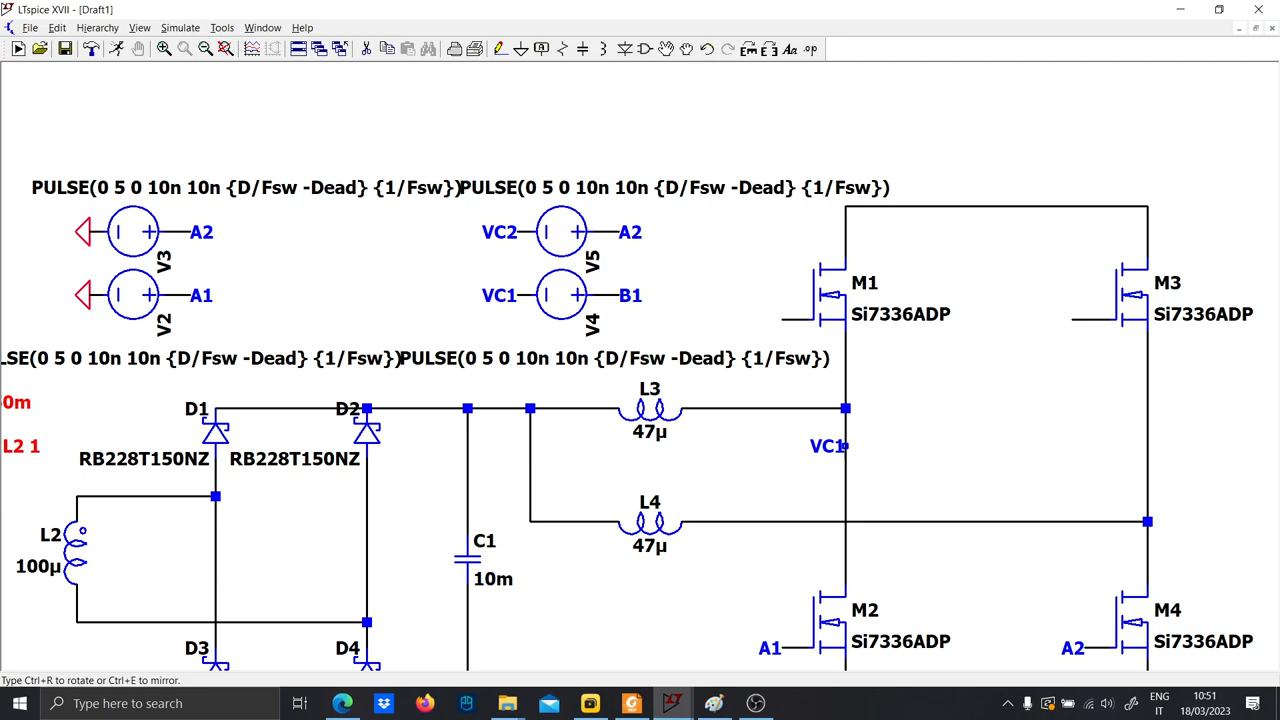 LTspice XVII - [Draft1]
File Edit Hierarchy View Simulate Tools Window Help
PULSE(0 5 0 10n 10n {D/Fsw -Dead} {1/Fsw})
PULSE(0 5 0 10n 10n {D/Fsw -Dead} {1/Fsw})
A2
V3
VC2
A2
V5
A1
V2
VC1
B1
V4
M1
Si7336ADP
M3
Si7336ADP
LSE(0 5 0 10n 10n {D/Fsw -Dead} {1/Fsw})
PULSE(0 5 0 10n 10n {D/Fsw -Dead} {1/Fsw})
0m
L2 1
D1
RB228T150NZ
D2
RB228T150NZ
L3
47µ
VC1
L4
47µ
L2
100µ
C1
10m
M2
Si7336ADP
A1
M4
Si7336ADP
A2
D3
D4
Type Ctrl+R to rotate or Ctrl+E to mirror.
Type here to search
ENG
IT
10:51
18/03/2023